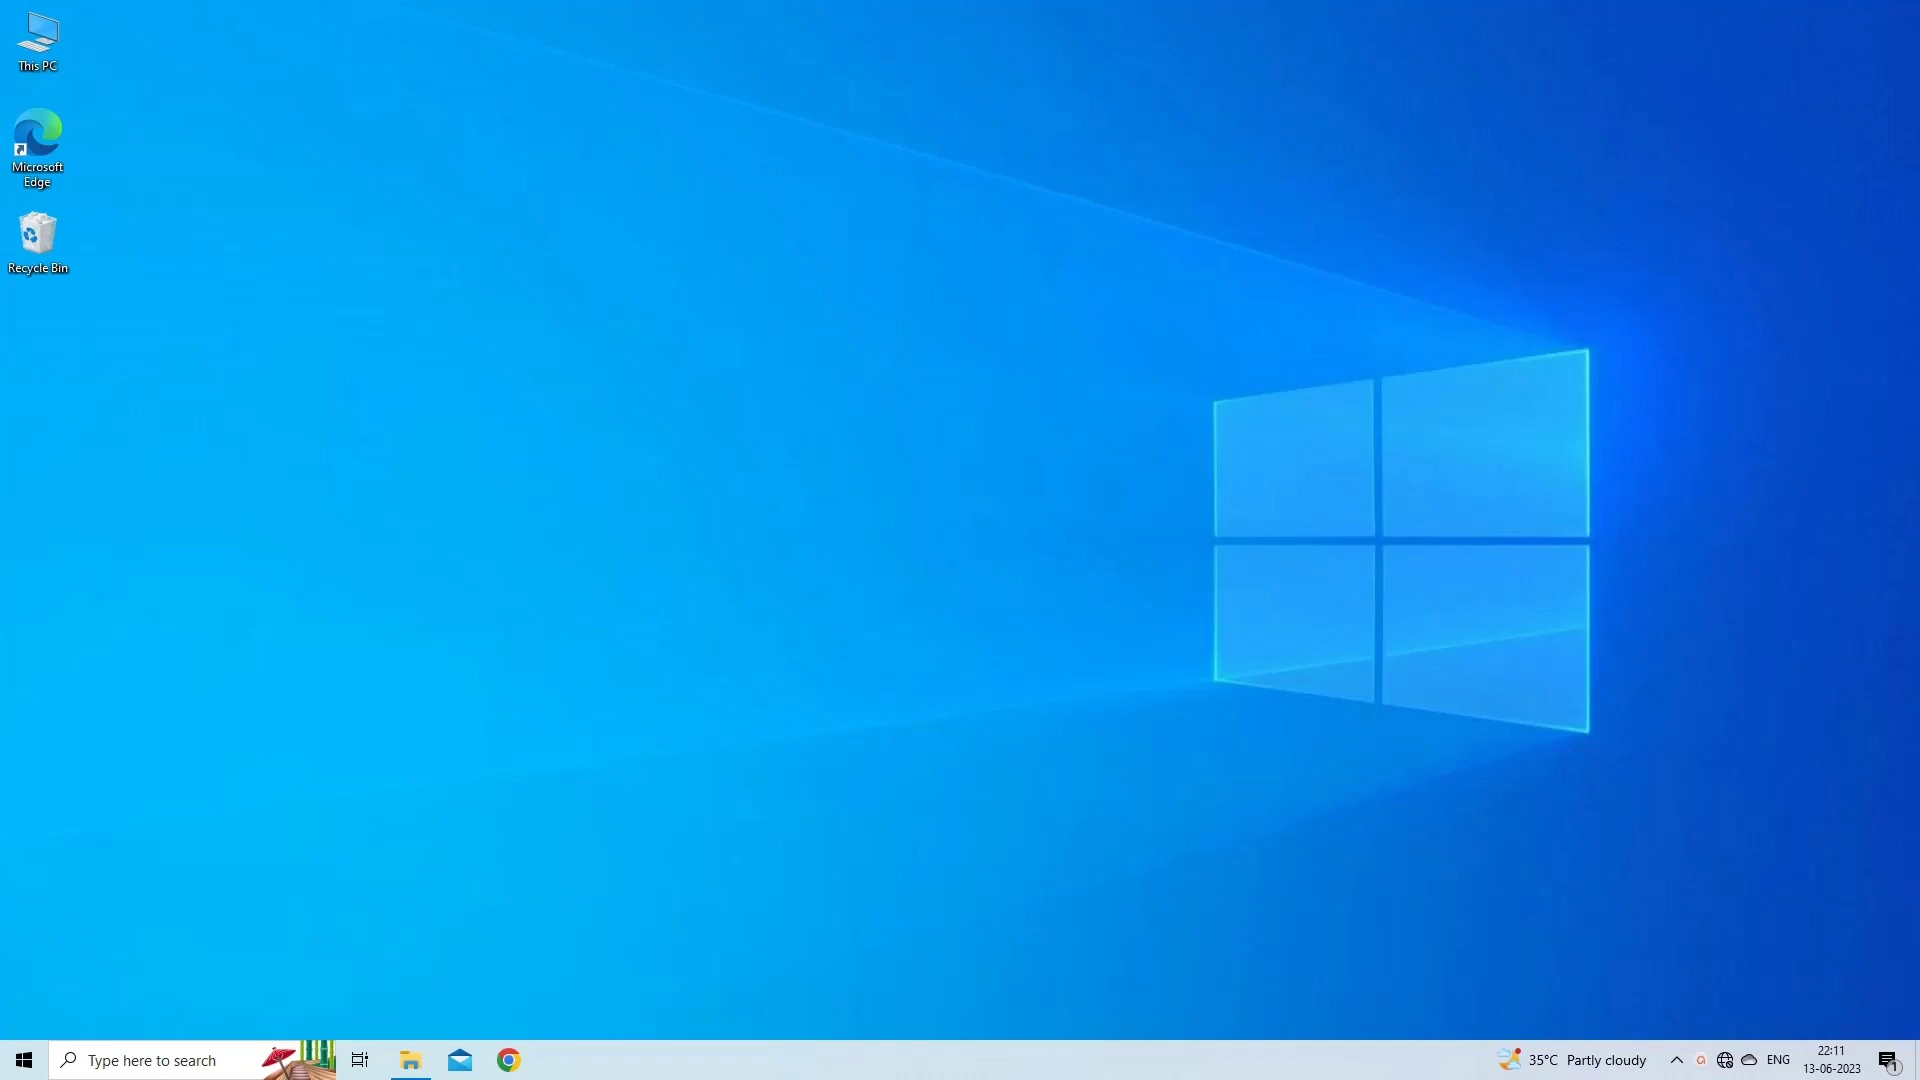 This PC
Microsoft
Edge
Recycle Bin
Type here to search
35°C Partly cloudy
ENG
22:11
13-06-2023
1